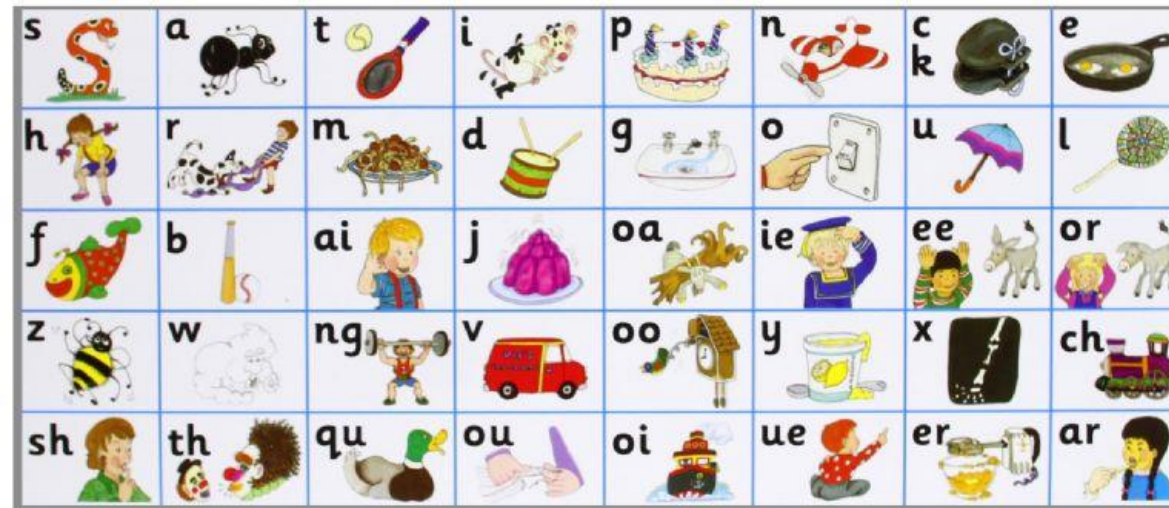 s a t i p n c k e
h r m d g o u l
f b ai j oa ie ee or
z w ng v oo y x ch
sh th qu ou oi ue er ar